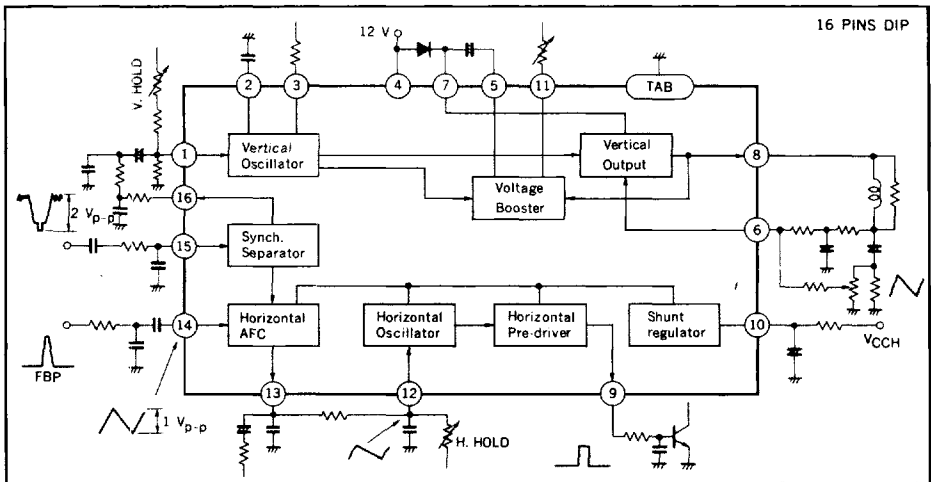 16 PINS DIP
12 V
V. HOLD
2
3
4
7
5
11
TAB
1
Vertical
Oscillator
Vertical
Output
8
Voltage
Booster
16
2 Vp-p
6
15
Synch.
Separator
14
Horizontal
AFC
Horizontal
Oscillator
Horizontal
Pre-driver
Shunt
regulator
10
VCCH
FBP
13
12
9
1 Vp-p
H. HOLD